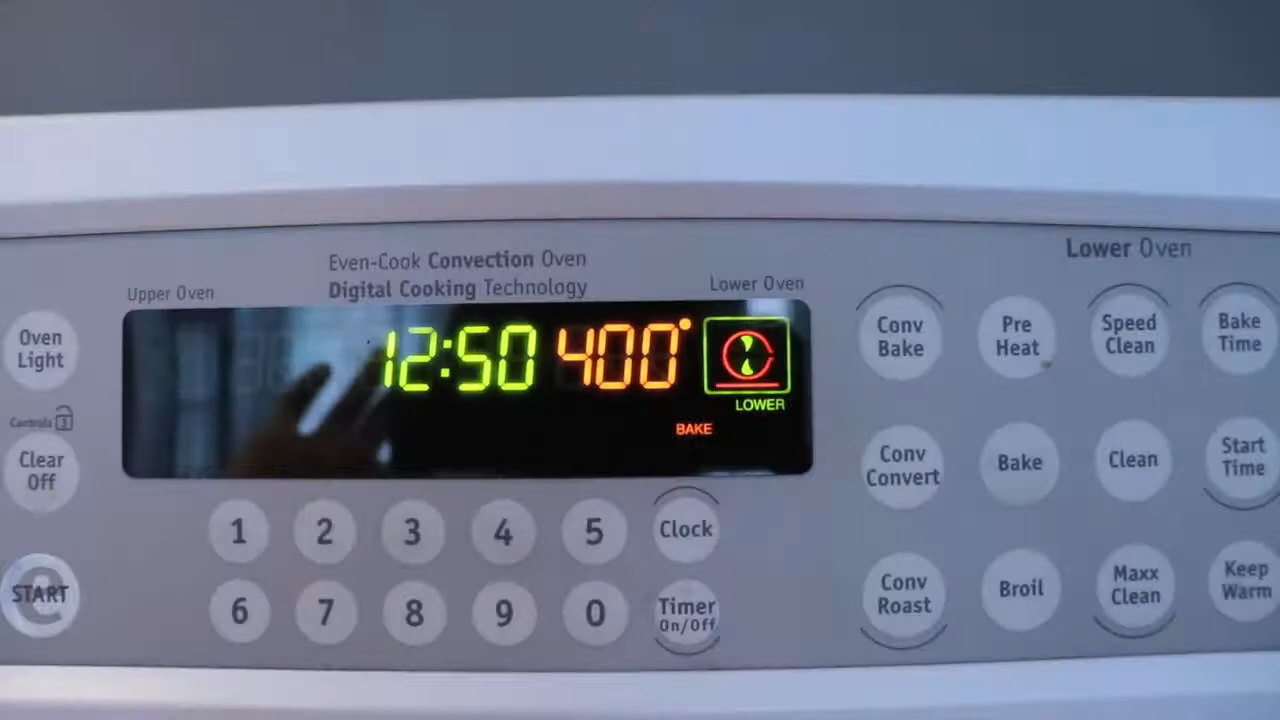 Even-Cook Convection Oven
Digital Cooking Technology
Upper Oven
Lower Oven
12:50 400°
LOWER
BAKE
Oven Light
Controls
Clear Off
START
1 2 3 4 5 Clock
6 7 8 9 0 Timer On/Off
Lower Oven
Conv Bake
Pre Heat
Speed Clean
Bake Time
Conv Convert
Bake
Clean
Start Time
Conv Roast
Broil
Maxx Clean
Keep Warm